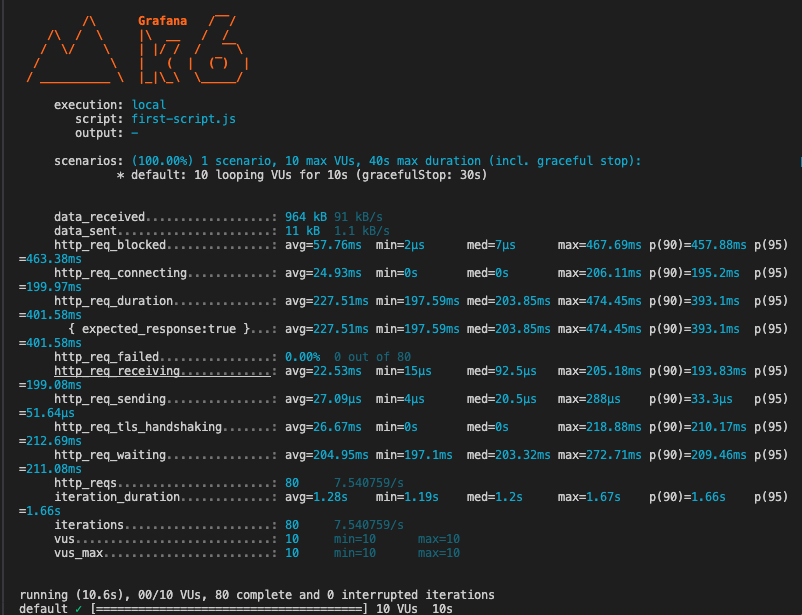 Grafana
k6
execution: local
script: first-script.js
output: -
scenarios: (100.00%) 1 scenario, 10 max VUs, 40s max duration (incl. graceful stop):
* default: 10 looping VUs for 10s (gracefulStop: 30s)
data_received..................: 964 kB 91 kB/s
data_sent......................: 11 kB  1.1 kB/s
http_req_blocked...............: avg=57.76ms  min=2µs      med=7µs      max=467.69ms p(90)=457.88ms p(95)
=463.38ms
http_req_connecting............: avg=24.93ms  min=0s       med=0s       max=206.11ms p(90)=195.2ms  p(95)
=199.97ms
http_req_duration..............: avg=227.51ms min=197.59ms med=203.85ms max=474.45ms p(90)=393.1ms  p(95)
=401.58ms
{ expected_response:true }...: avg=227.51ms min=197.59ms med=203.85ms max=474.45ms p(90)=393.1ms  p(95)
=401.58ms
http_req_failed................: 0.00%  0 out of 80
http_req_receiving.............: avg=22.53ms  min=15µs     med=92.5µs   max=205.18ms p(90)=193.83ms p(95)
=199.08ms
http_req_sending...............: avg=27.09µs  min=4µs      med=20.5µs   max=288µs    p(90)=33.3µs   p(95)
=51.64µs
http_req_tls_handshaking.......: avg=26.67ms  min=0s       med=0s       max=218.88ms p(90)=210.17ms p(95)
=212.69ms
http_req_waiting...............: avg=204.95ms min=197.1ms  med=203.32ms max=272.71ms p(90)=209.46ms p(95)
=211.08ms
http_reqs......................: 80     7.540759/s
iteration_duration.............: avg=1.28s    min=1.19s    med=1.2s     max=1.67s    p(90)=1.66s    p(95)
=1.66s
iterations.....................: 80     7.540759/s
vus............................: 10     min=10      max=10
vus_max........................: 10     min=10      max=10
running (10.6s), 00/10 VUs, 80 complete and 0 interrupted iterations
default ✓ [======================================] 10 VUs  10s